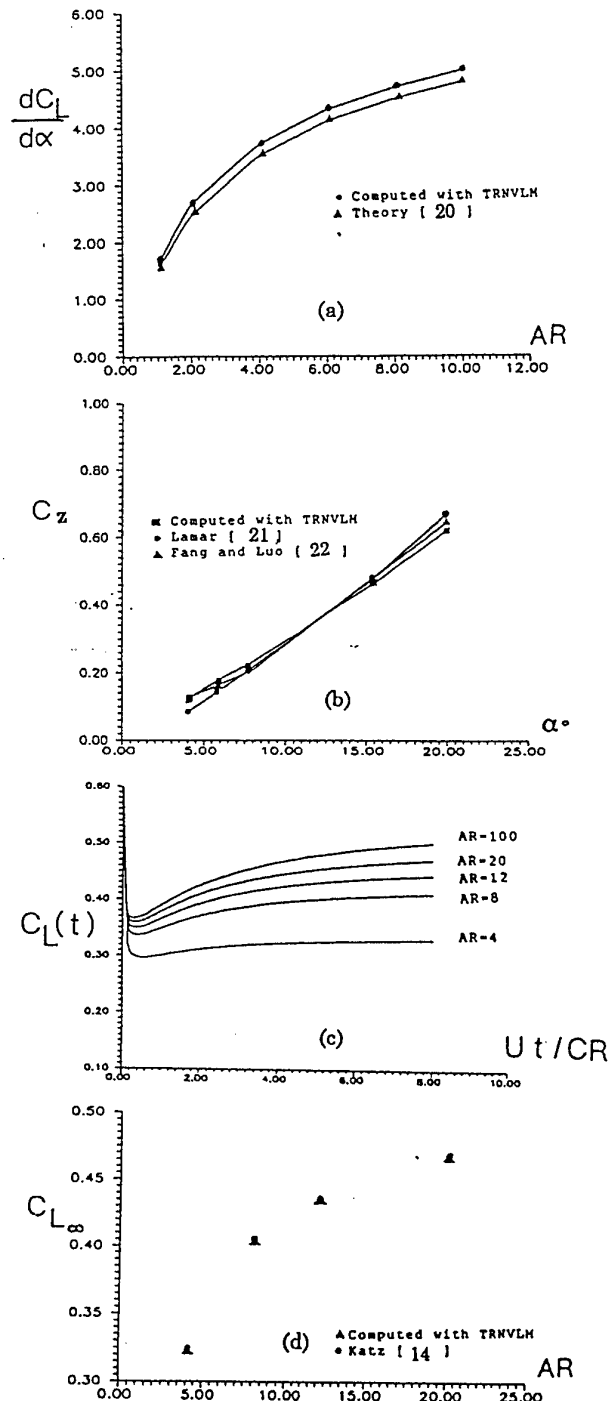 6.00
5.00
dC_L
dα
4.00
3.00
● Computed with TRNVLM
▲ Theory [ 20 ]
2.00
(a)
1.00
AR
0.00
0.00 2.00 4.00 6.00 8.00 10.00 12.00
1.00
0.80
Cz
✖ Computed with TRNVLM
● Lamar [ 21 ]
0.60
▲ Fang and Luo [ 22 ]
0.40
0.20
(b)
α°
0.00
0.00 5.00 10.00 15.00 20.00 25.00
0.60
AR=100
0.50
AR=20
AR=12
0.40
AR=8
C_L(t)
AR=4
0.30
0.20
(c)
U t/CR
0.10
0.00 2.00 4.00 6.00 8.00 10.00
0.50
0.45
C_L∞
0.40
0.35
(d)
▲ Computed with TRNVLM
● Katz [ 14 ]
AR
0.30
0.00 5.00 10.00 15.00 20.00 25.00